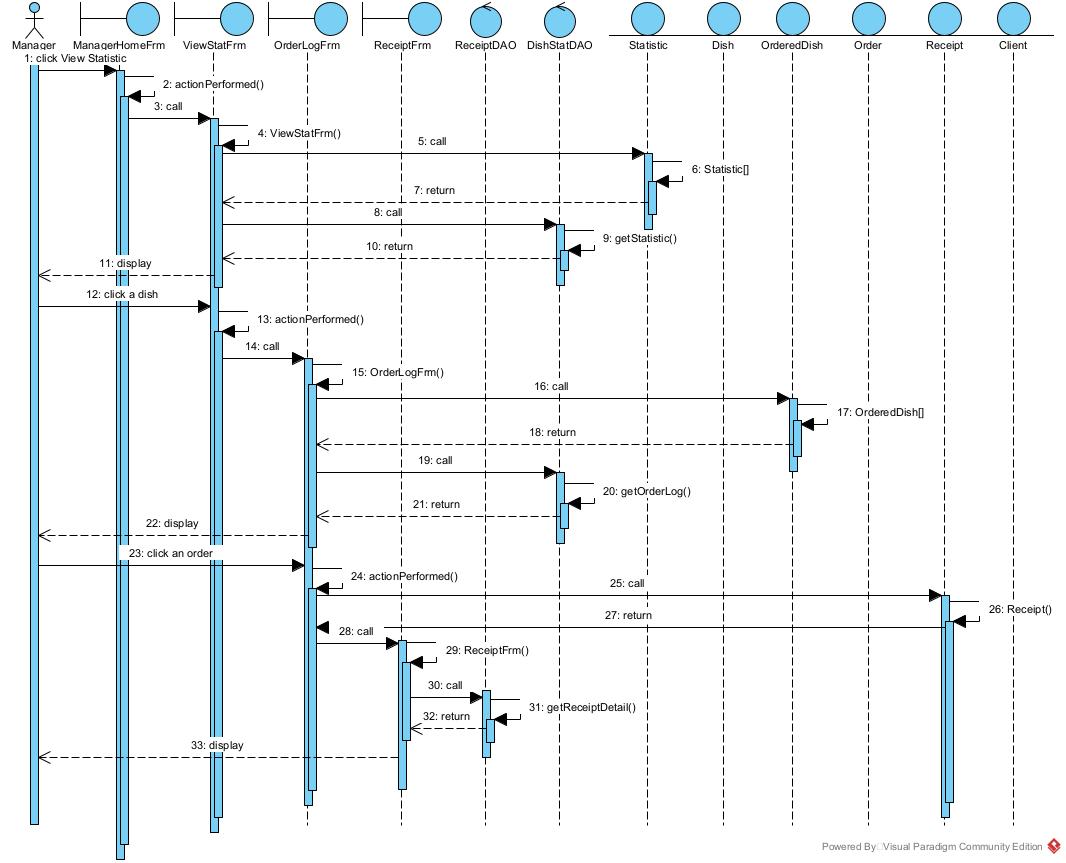 Manager
ManagerHomeFrm
ViewStatFrm
OrderLogFrm
ReceiptFrm
ReceiptDAO
DishStatDAO
Statistic
Dish
OrderedDish
Order
Receipt
Client
1: click View Statistic
2: actionPerformed()
3: call
4: ViewStatFrm()
5: call
6: Statistic[]
7: return
8: call
9: getStatistic()
10: return
11: display
12: click a dish
13: actionPerformed()
14: call
15: OrderLogFrm()
16: call
17: OrderedDish[]
18: return
19: call
20: getOrderLog()
21: return
22: display
23: click an order
24: actionPerformed()
25: call
26: Receipt()
27: return
28: call
29: ReceiptFrm()
30: call
31: getReceiptDetail()
32: return
33: display
Powered By Visual Paradigm Community Edition